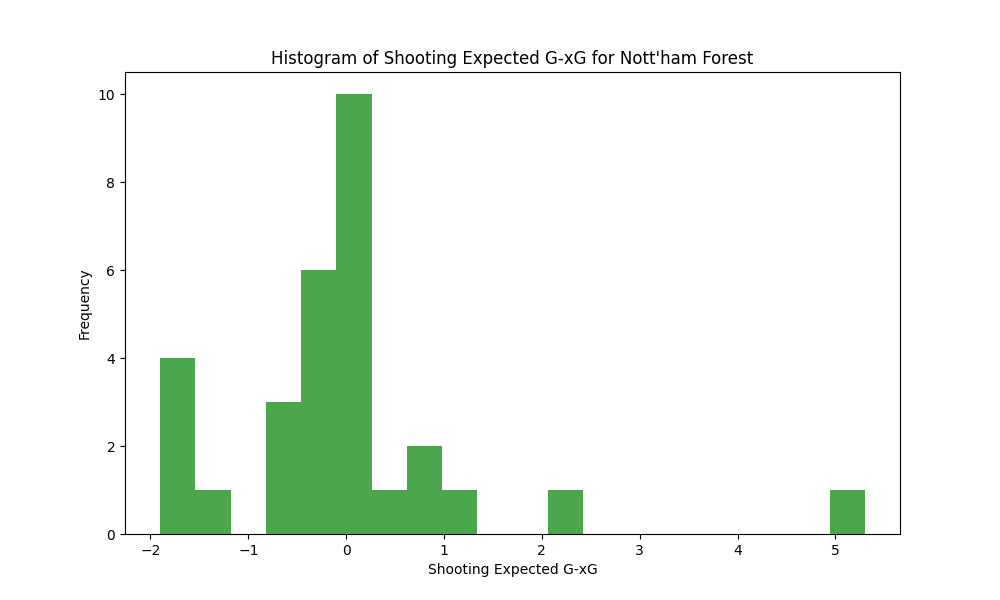 Histogram of Shooting Expected G-xG for Nott'ham Forest
10
8
6
4
2
0
Frequency
−2 −1 0 1 2 3 4 5
Shooting Expected G-xG